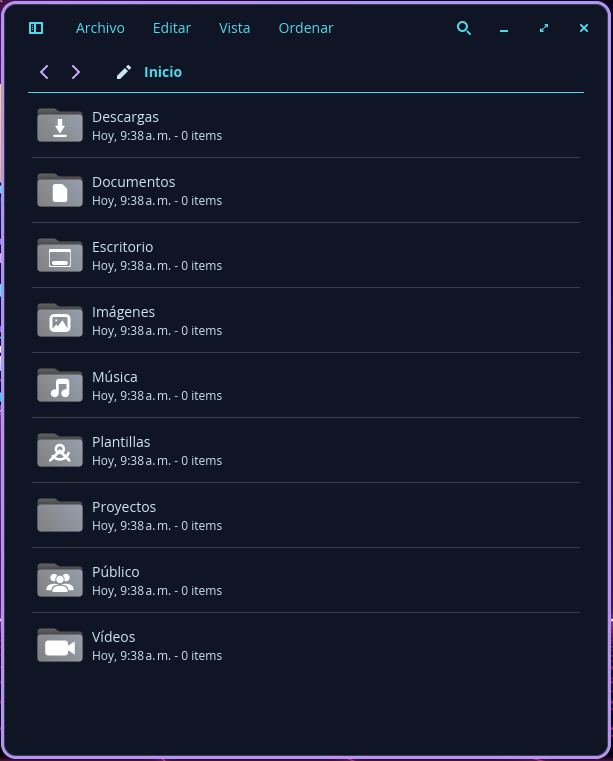 Archivo Editar Vista Ordenar
Inicio
Descargas
Hoy, 9:38 a. m. - 0 items
Documentos
Hoy, 9:38 a. m. - 0 items
Escritorio
Hoy, 9:38 a. m. - 0 items
Imágenes
Hoy, 9:38 a. m. - 0 items
Música
Hoy, 9:38 a. m. - 0 items
Plantillas
Hoy, 9:38 a. m. - 0 items
Proyectos
Hoy, 9:38 a. m. - 0 items
Público
Hoy, 9:38 a. m. - 0 items
Vídeos
Hoy, 9:38 a. m. - 0 items